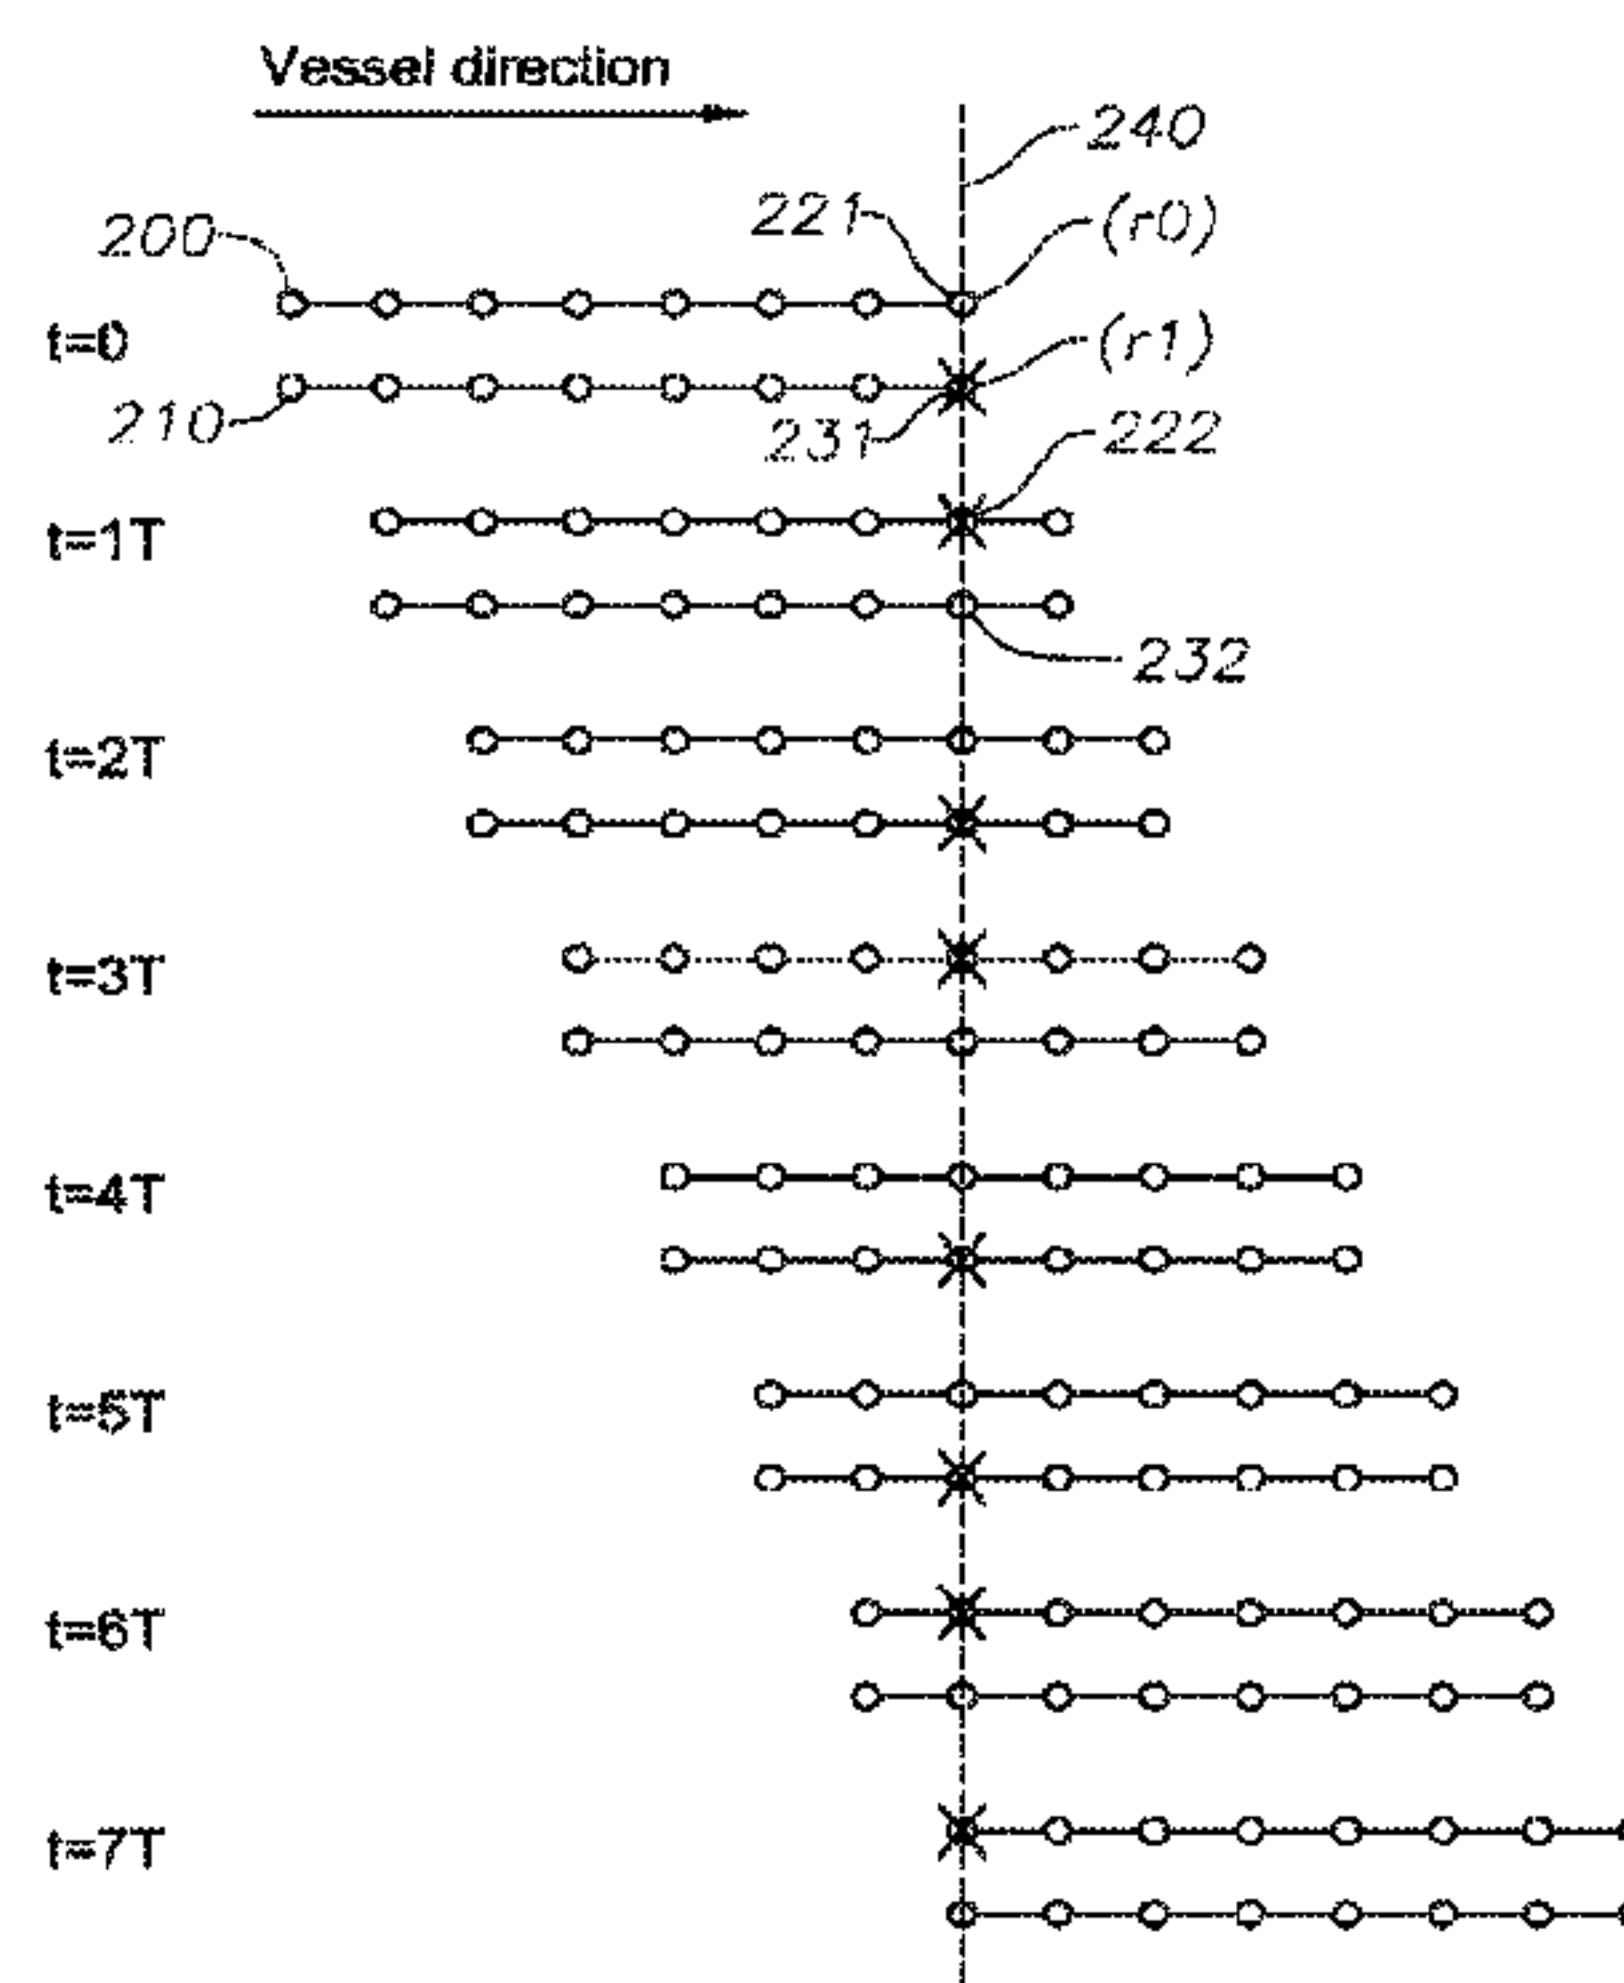 Vessel direction
240
200
221
(r0)
t=0
(r1)
210
231
222
t=1T
232
t=2T
t=3T
t=4T
t=5T
t=6T
t=7T